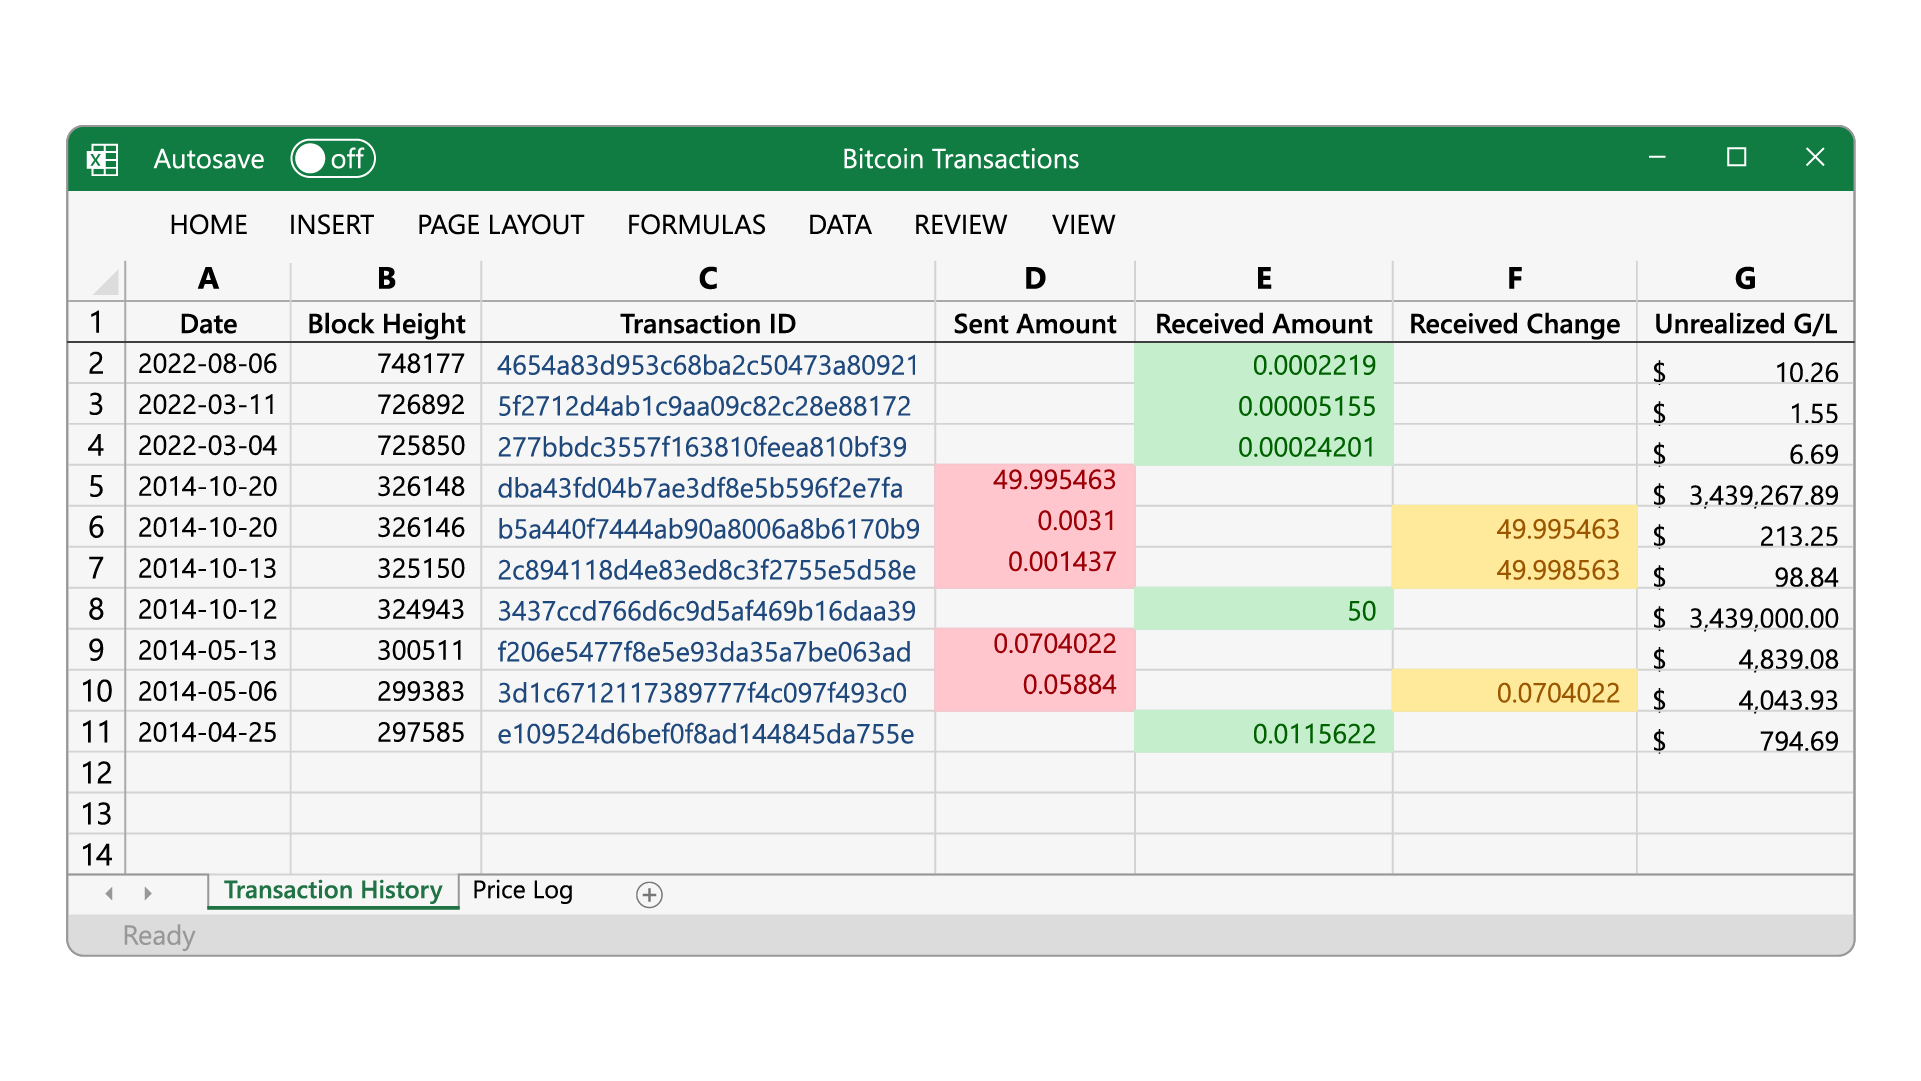 Autosave off Bitcoin Transactions
HOME INSERT PAGE LAYOUT FORMULAS DATA REVIEW VIEW
A B C D E F G
1 Date Block Height Transaction ID Sent Amount Received Amount Received Change Unrealized G/L
2 2022-08-06 748177 4654a83d953c68ba2c50473a80921 0.0002219 $ 10.26
3 2022-03-11 726892 5f2712d4ab1c9aa09c82c28e88172 0.00005155 $ 1.55
4 2022-03-04 725850 277bbdc3557f163810feea810bf39 0.00024201 $ 6.69
5 2014-10-20 326148 dba43fd04b7ae3df8e5b596f2e7fa 49.995463 $ 3,439,267.89
6 2014-10-20 326146 b5a440f7444ab90a8006a8b6170b9 0.0031 49.995463 $ 213.25
7 2014-10-13 325150 2c894118d4e83ed8c3f2755e5d58e 0.001437 49.998563 $ 98.84
8 2014-10-12 324943 3437ccd766d6c9d5af469b16daa39 50 $ 3,439,000.00
9 2014-05-13 300511 f206e5477f8e5e93da35a7be063ad 0.0704022 $ 4,839.08
10 2014-05-06 299383 3d1c6712117389777f4c097f493c0 0.05884 0.0704022 $ 4,043.93
11 2014-04-25 297585 e109524d6bef0f8ad144845da755e 0.0115622 $ 794.69
12
13
14
Transaction History Price Log
Ready